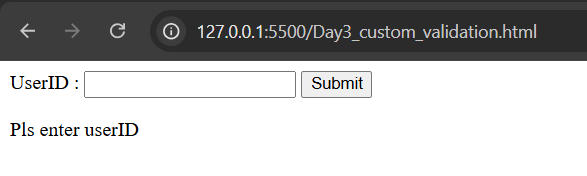 127.0.0.1:5500/Day3_custom_validation.html
UserID : Submit
Pls enter userID